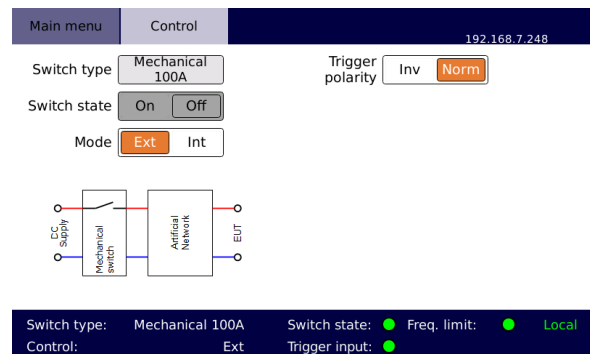 Main menu Control
192.168.7.248
Switch type Mechanical 100A Trigger polarity Inv Norm
Switch state On Off
Mode Ext Int
DC Supply Mechanical switch Artificial Network EUT
Switch type: Mechanical 100A Switch state: Freq. limit: Local
Control: Ext Trigger input: